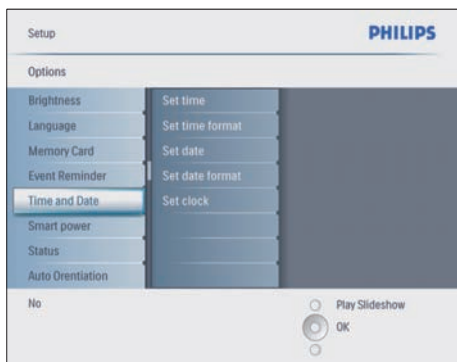 Setup
PHILIPS
Options
Brightness
Language
Memory Card
Event Reminder
Time and Date
Smart power
Status
Auto Orentiation
Set time
Set time format
Set date
Set date format
Set clock
No
Play Slideshow
OK